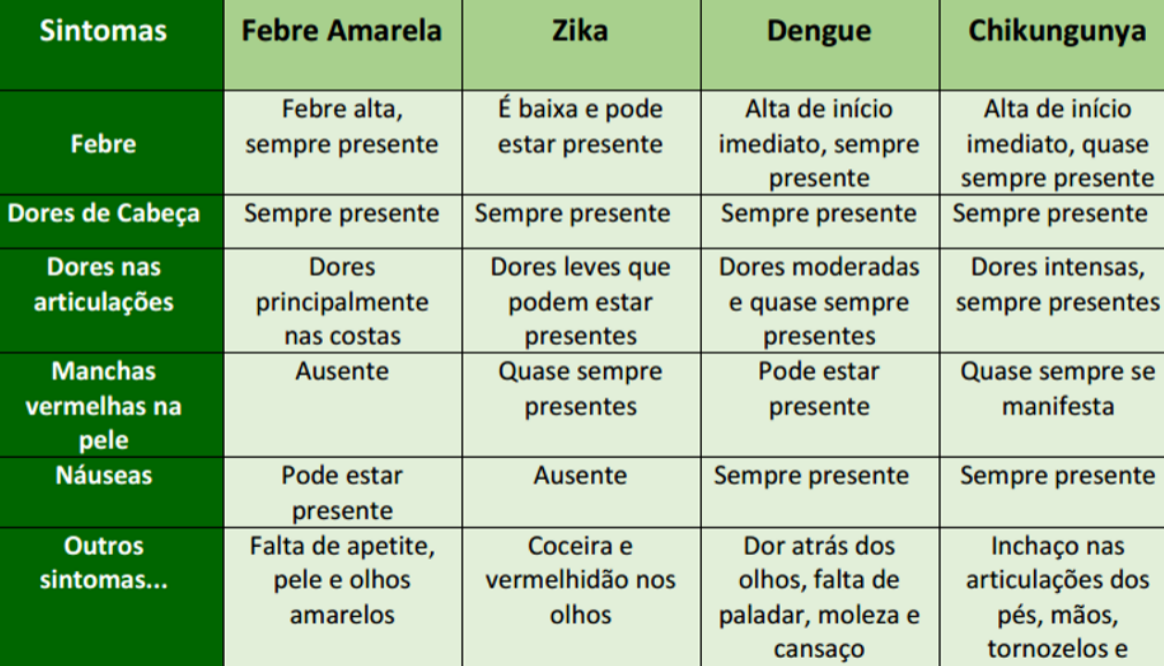 Sintomas Febre Amarela Zika Dengue Chikungunya
Febre
Febre alta,
sempre presente
É baixa e pode
estar presente
Alta de início
imediato, sempre
presente
Alta de início
imediato, quase
sempre presente
Dores de Cabeça Sempre presente Sempre presente Sempre presente Sempre presente
Dores nas
articulações
Dores
principalmente
nas costas
Dores leves que
podem estar
presentes
Dores moderadas
e quase sempre
presentes
Dores intensas,
sempre presentes
Manchas
vermelhas na
pele
Ausente
Quase sempre
presentes
Pode estar
presente
Quase sempre se
manifesta
Náuseas
Pode estar
presente
Ausente
Sempre presente
Sempre presente
Outros
sintomas...
Falta de apetite,
pele e olhos
amarelos
Coceira e
vermelhidão nos
olhos
Dor atrás dos
olhos, falta de
paladar, moleza e
cansaço
Inchaço nas
articulações dos
pés, mãos,
tornozelos e